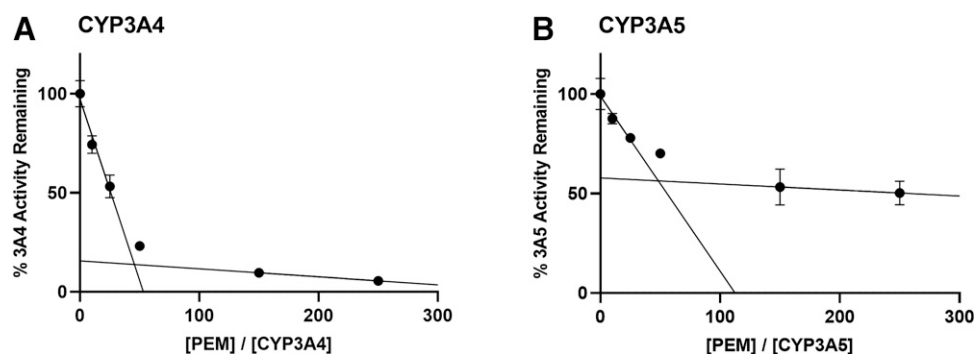 A CYP3A4
% 3A4 Activity Remaining
100
50
0
0 100 200 300
[PEM] / [CYP3A4]
B CYP3A5
% 3A5 Activity Remaining
100
50
0
0 100 200 300
[PEM] / [CYP3A5]